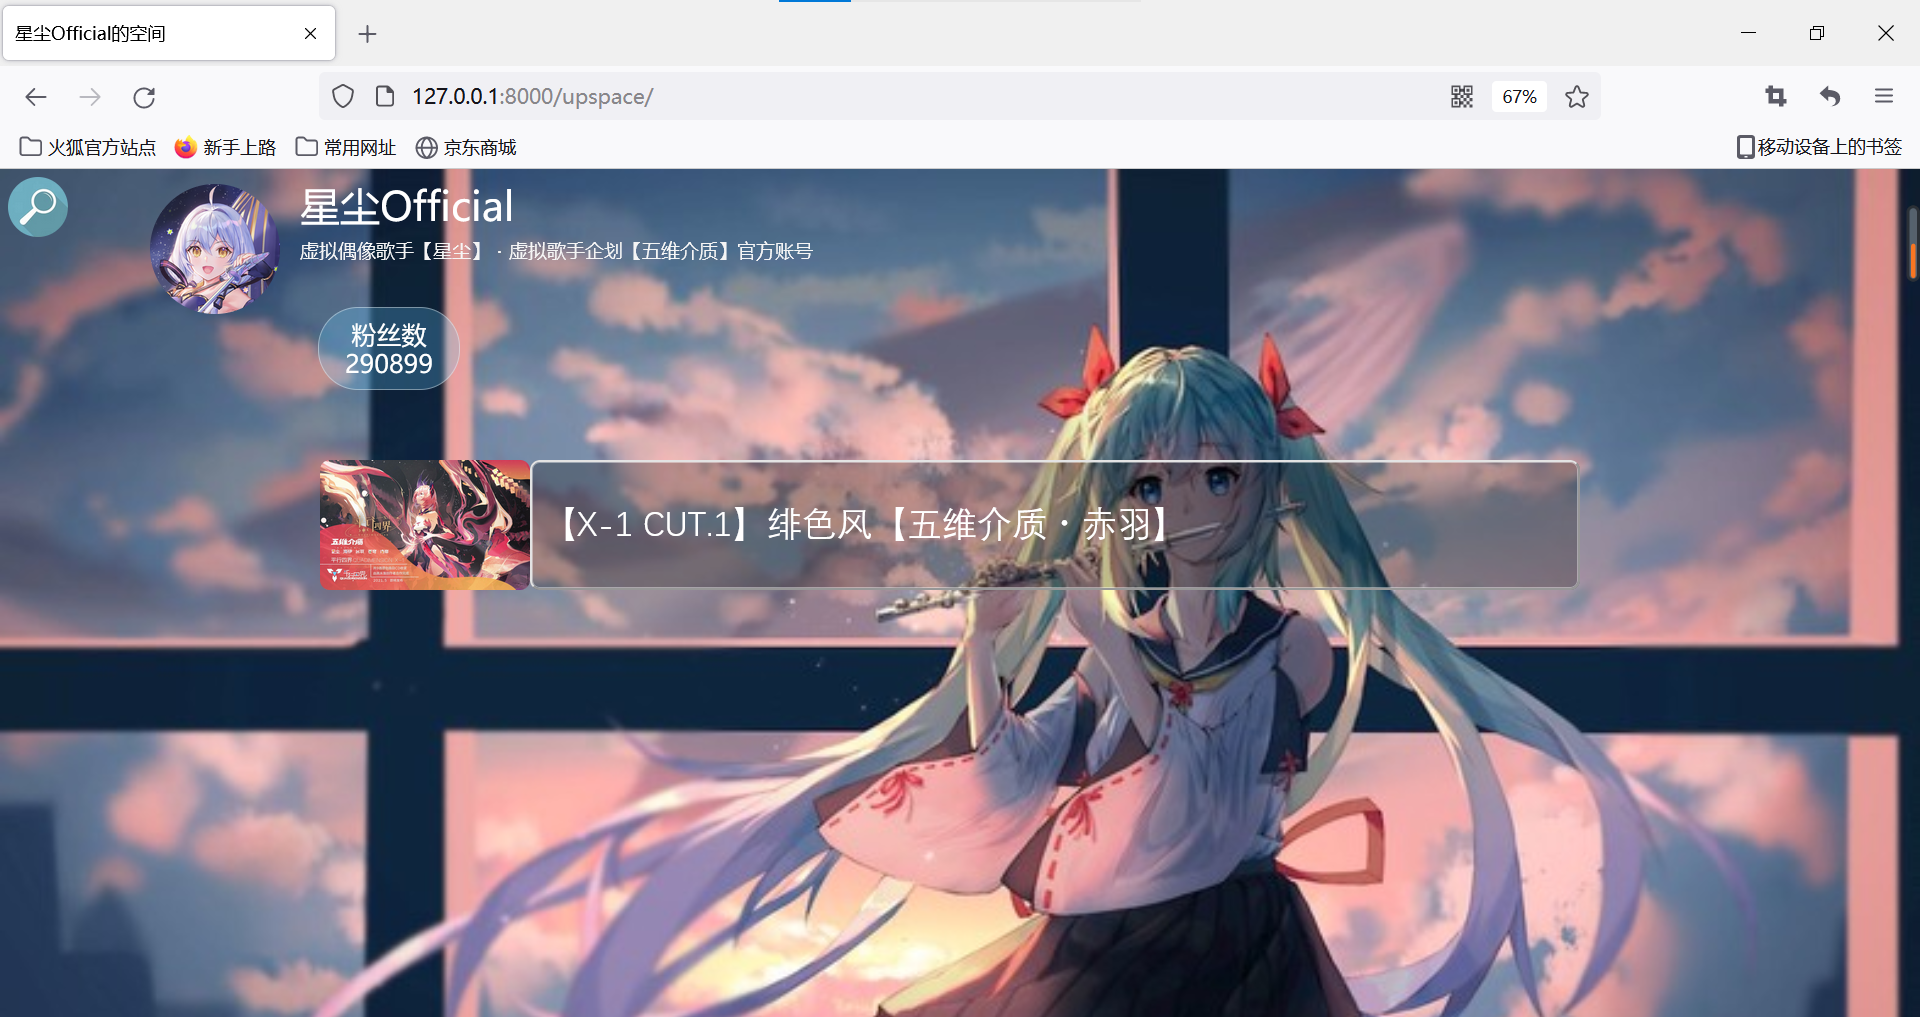 星尘Official的空间
127.0.0.1:8000/upspace/
67%
火狐官方站点
新手上路
常用网址
京东商城
移动设备上的书签
星尘Official
虚拟偶像歌手【星尘】 · 虚拟歌手企划【五维介质】官方账号
粉丝数
290899
【X-1 CUT.1】绯色风【五维介质・赤羽】
五维介质